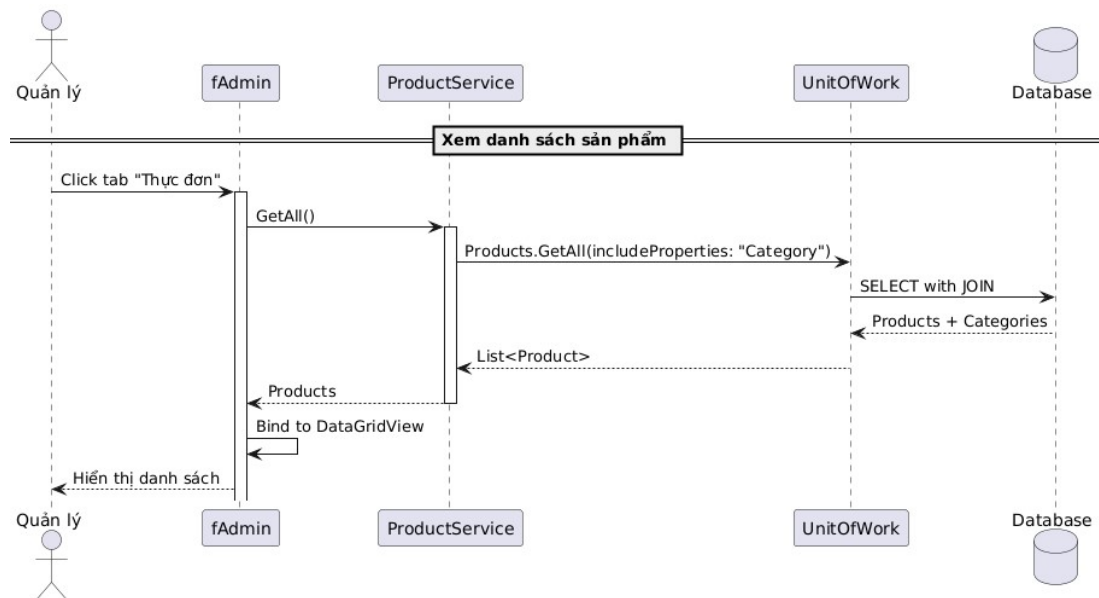 Quản lý
fAdmin
ProductService
UnitOfWork
Database
Xem danh sách sản phẩm
Click tab "Thực đơn"
GetAll()
Products.GetAll(includeProperties: "Category")
SELECT with JOIN
Products + Categories
List<Product>
Products
Bind to DataGridView
Hiển thị danh sách
Quản lý
fAdmin
ProductService
UnitOfWork
Database